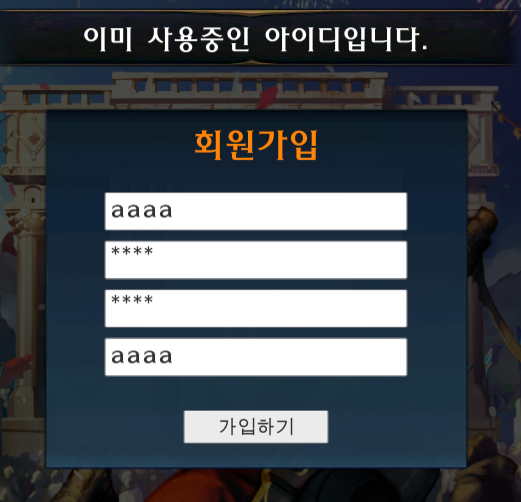 이미 사용중인 아이디입니다.
회원가입
aaaa
****
****
aaaa
가입하기